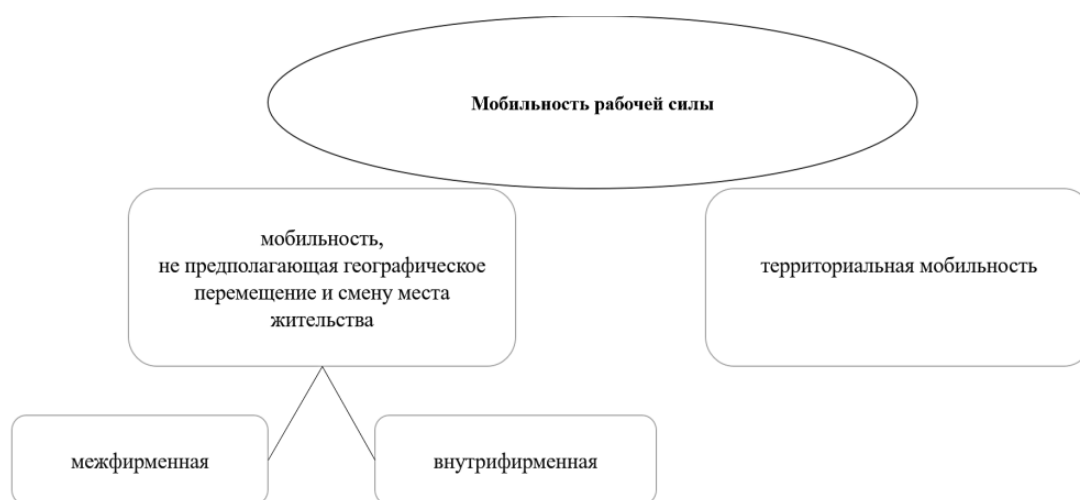 Мобильность рабочей силы
мобильность,
не предполагающая географическое
перемещение и смену места
жительства
территориальная мобильность
межфирменная
внутрифирменная